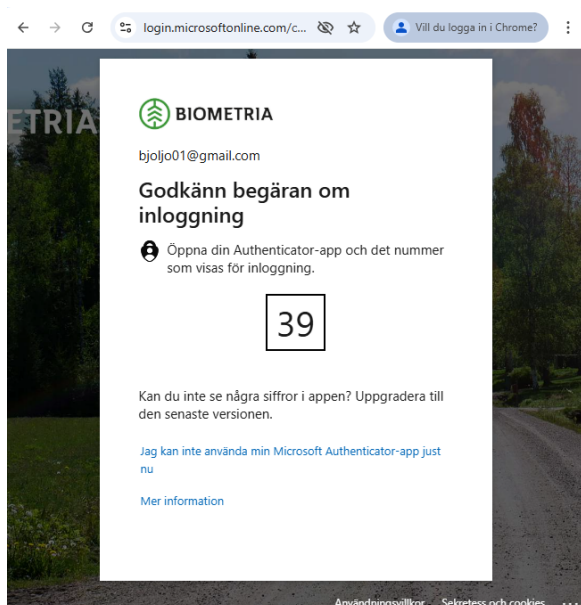 login.microsoftonline.com/c...
Vill du logga in i Chrome?
ETRIA
BIOMETRIA
bjoljo01@gmail.com
Godkänn begäran om
inloggning
Öppna din Authenticator-app och det nummer
som visas för inloggning.
39
Kan du inte se några siffror i appen? Uppgradera till
den senaste versionen.
Jag kan inte använda min Microsoft Authenticator-app just
nu
Mer information
Användningsvillkor Sekretess och cookies ...